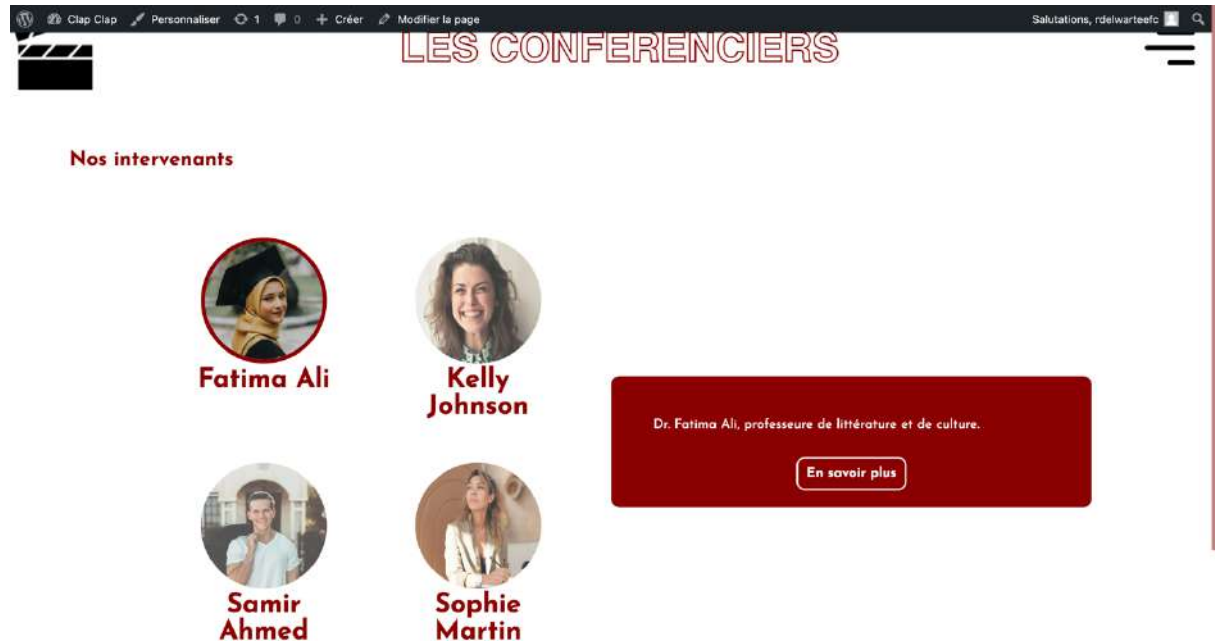 Clap Clap Personnaliser 1 0 + Créer Modifier la page Salutations, rdelwarteefc
LES CONFERENCIERS
Nos intervenants
Fatima Ali
Kelly
Johnson
Dr. Fatima Ali, professeure de littérature et de culture.
En savoir plus
Samir
Ahmed
Sophie
Martin